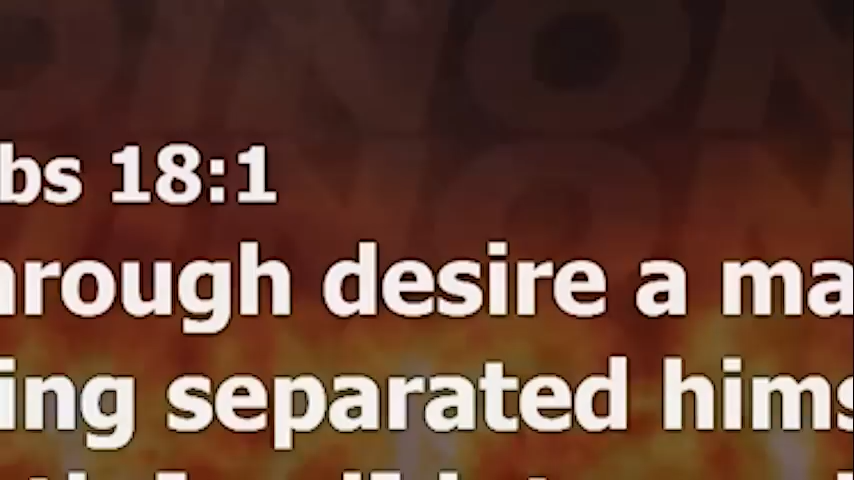 bs 18:1
hrough desire a ma
ing separated hims